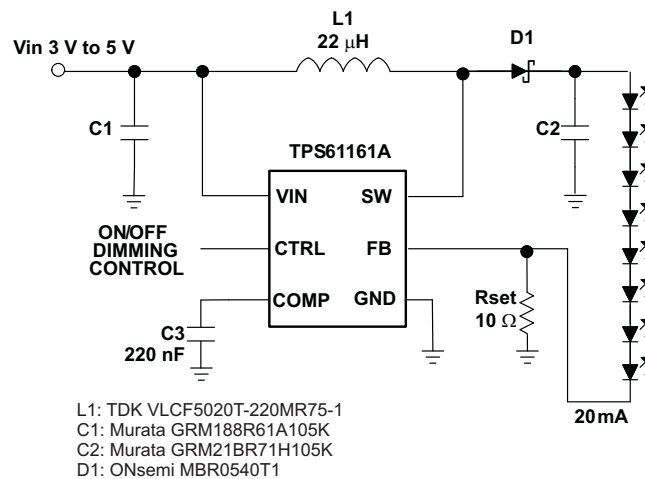 L1
22 μH
Vin 3 V to 5 V
D1
C1
C2
TPS61161A
VIN
SW
ON/OFF
DIMMING
CONTROL
CTRL
FB
COMP
GND
Rset
10 Ω
C3
220 nF
20mA
L1: TDK VLCF5020T-220MR75-1
C1: Murata GRM188R61A105K
C2: Murata GRM21BR71H105K
D1: ONsemi MBR0540T1